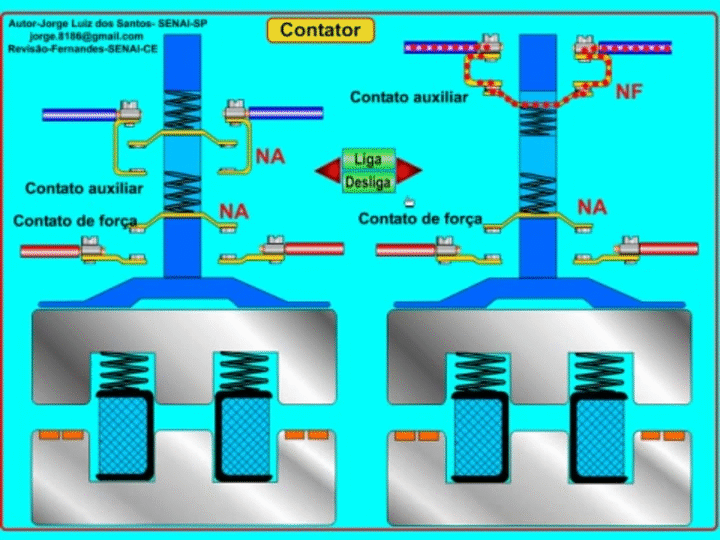 Autor-Jorge Luiz dos Santos- SENAI-SP
jorge.8186@gmail.com
Revisão-Fernandes-SENAI-CE
Contator
Contato auxiliar
NF
NA
Liga
Desliga
Contato auxiliar
Contato de força
NA
Contato de força
NA